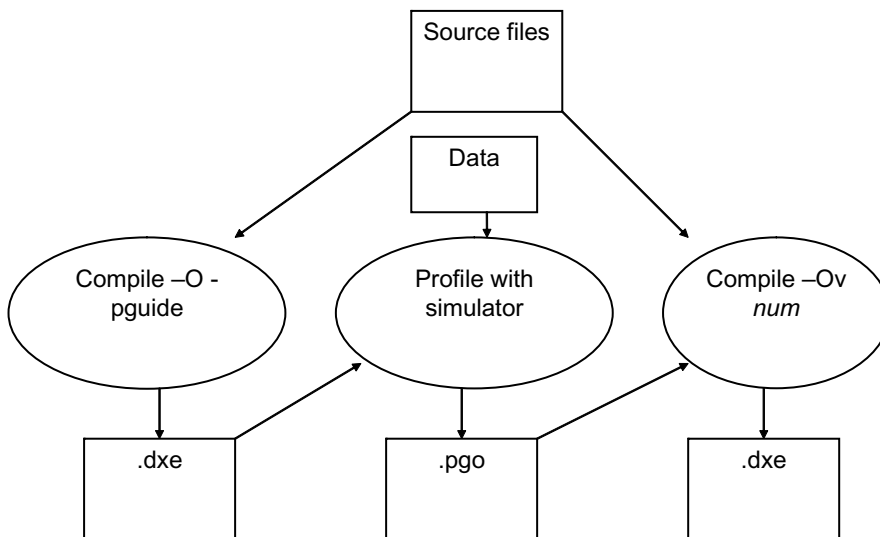 Source files
Data
Compile –O -
pguide
Profile with
simulator
Compile –Ov
num
.dxe
.pgo
.dxe